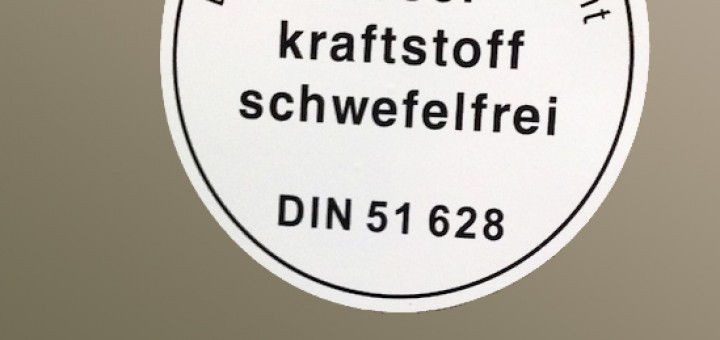 kraftstoff
schwefelfrei
DIN 51 628